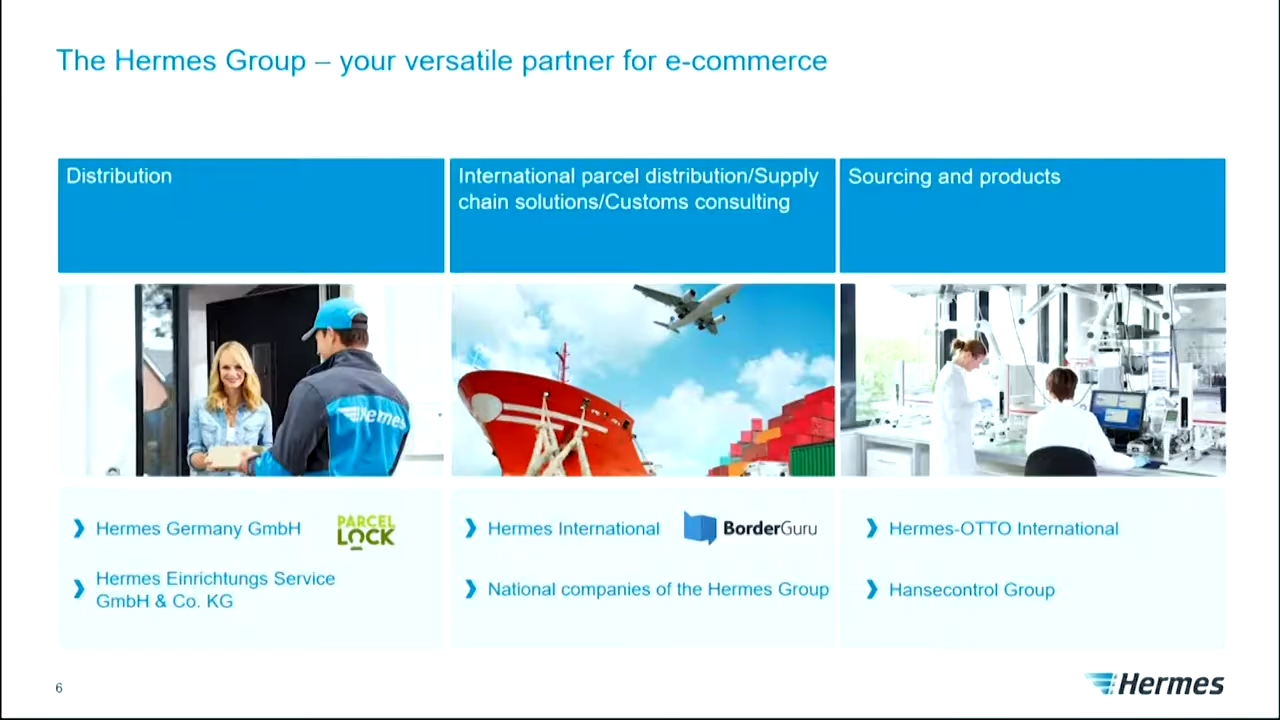 The Hermes Group – your versatile partner for e-commerce
Distribution
International parcel distribution/Supply
chain solutions/Customs consulting
Sourcing and products
Hermes
Hermes Germany GmbH
PARCEL
LOCK
Hermes Einrichtungs Service
GmbH & Co. KG
Hermes International
BorderGuru
National companies of the Hermes Group
Hermes-OTTO International
Hansecontrol Group
6
Hermes